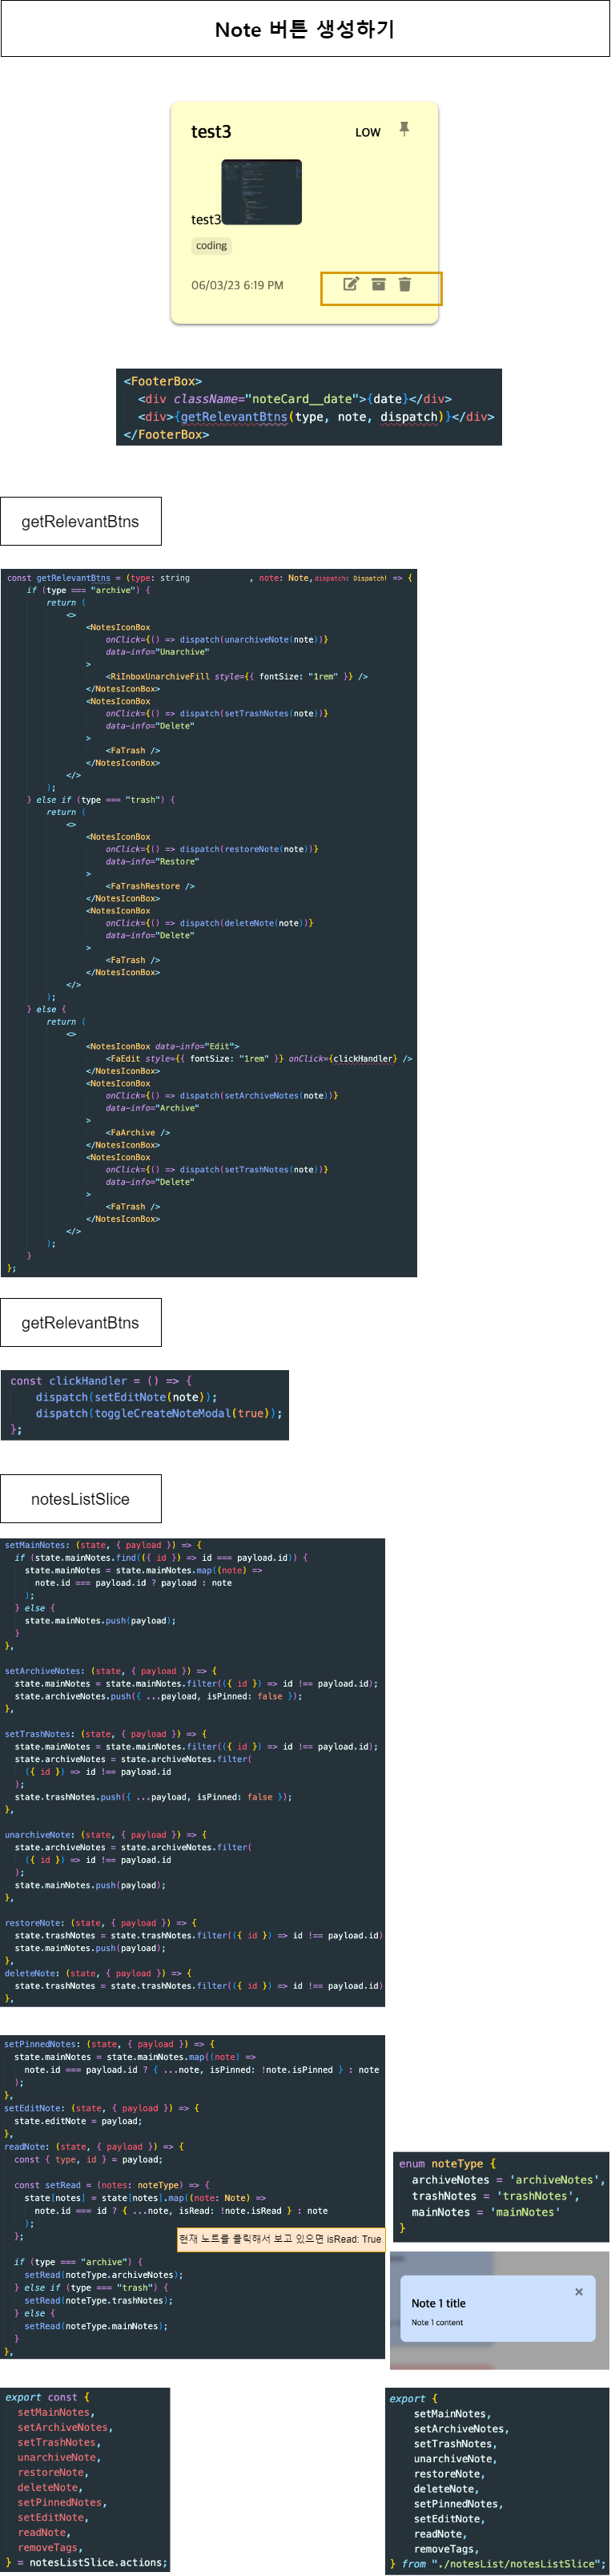 Note 버튼 생성하기
test3
LOW
test3
coding
06/03/23 6:19 PM
<FooterBox>
<div className="noteCard__date">{date}</div>
<div>{getRelevantBtns(type, note, dispatch)}</div>
</FooterBox>
getRelevantBtns
const getRelevantBtns = (type: string , note: Note, dispatch: Dispatch) => {
if (type === "archive") {
return (
<>
<NotesIconBox
onClick={() => dispatch(unarchiveNote(note))}
data-info="Unarchive"
>
<RiInboxUnarchiveFill style={{ fontSize: "1rem" }} />
</NotesIconBox>
<NotesIconBox
onClick={() => dispatch(setTrashNotes(note))}
data-info="Delete"
>
<FaTrash />
</NotesIconBox>
</>
);
} else if (type === "trash") {
return (
<>
<NotesIconBox
onClick={() => dispatch(restoreNote(note))}
data-info="Restore"
>
<FaTrashRestore />
</NotesIconBox>
<NotesIconBox
onClick={() => dispatch(deleteNote(note))}
data-info="Delete"
>
<FaTrash />
</NotesIconBox>
</>
);
} else {
return (
<>
<NotesIconBox data-info="Edit">
<FaEdit style={{ fontSize: "1rem" }} onClick={clickHandler} />
</NotesIconBox>
<NotesIconBox
onClick={() => dispatch(setArchiveNotes(note))}
data-info="Archive"
>
<FaArchive />
</NotesIconBox>
<NotesIconBox
onClick={() => dispatch(setTrashNotes(note))}
data-info="Delete"
>
<FaTrash />
</NotesIconBox>
</>
);
}
};
getRelevantBtns
const clickHandler = () => {
dispatch(setEditNote(note));
dispatch(toggleCreateNoteModal(true));
};
notesListSlice
setMainNotes: (state, { payload }) => {
if (state.mainNotes.find(({ id }) => id === payload.id)) {
state.mainNotes = state.mainNotes.map((note) =>
note.id === payload.id ? payload : note
);
} else {
state.mainNotes.push(payload);
}
},
setArchiveNotes: (state, { payload }) => {
state.mainNotes = state.mainNotes.filter(({ id }) => id !== payload.id);
state.archiveNotes.push({ ...payload, isPinned: false });
},
setTrashNotes: (state, { payload }) => {
state.mainNotes = state.mainNotes.filter(({ id }) => id !== payload.id);
state.archiveNotes = state.archiveNotes.filter(
({ id }) => id !== payload.id
);
state.trashNotes.push({ ...payload, isPinned: false });
},
unarchiveNote: (state, { payload }) => {
state.archiveNotes = state.archiveNotes.filter(
({ id }) => id !== payload.id
);
state.mainNotes.push(payload);
},
restoreNote: (state, { payload }) => {
state.trashNotes = state.trashNotes.filter(({ id }) => id !== payload.id)
state.mainNotes.push(payload);
},
deleteNote: (state, { payload }) => {
state.trashNotes = state.trashNotes.filter(({ id }) => id !== payload.id)
},
setPinnedNotes: (state, { payload }) => {
state.mainNotes = state.mainNotes.map((note) =>
note.id === payload.id ? { ...note, isPinned: !note.isPinned } : note
);
},
setEditNote: (state, { payload }) => {
state.editNote = payload;
},
readNote: (state, { payload }) => {
const { type, id } = payload;
const setRead = (notes: noteType) => {
state[notes] = state[notes].map((note: Note) =>
note.id === id ? { ...note, isRead: !note.isRead } : note
);
};
현재 노트를 클릭해서 보고 있으면 isRead: True
if (type === "archive") {
setRead(noteType.archiveNotes);
} else if (type === "trash") {
setRead(noteType.trashNotes);
} else {
setRead(noteType.mainNotes);
}
},
enum noteType {
archiveNotes = 'archiveNotes',
trashNotes = 'trashNotes',
mainNotes = 'mainNotes'
}
Note 1 title
Note 1 content
export const {
setMainNotes,
setArchiveNotes,
setTrashNotes,
unarchiveNote,
restoreNote,
deleteNote,
setPinnedNotes,
setEditNote,
readNote,
removeTags,
} = notesListSlice.actions;
export {
setMainNotes,
setArchiveNotes,
setTrashNotes,
unarchiveNote,
restoreNote,
deleteNote,
setPinnedNotes,
setEditNote,
readNote,
removeTags,
} from "./notesList/notesListSlice";